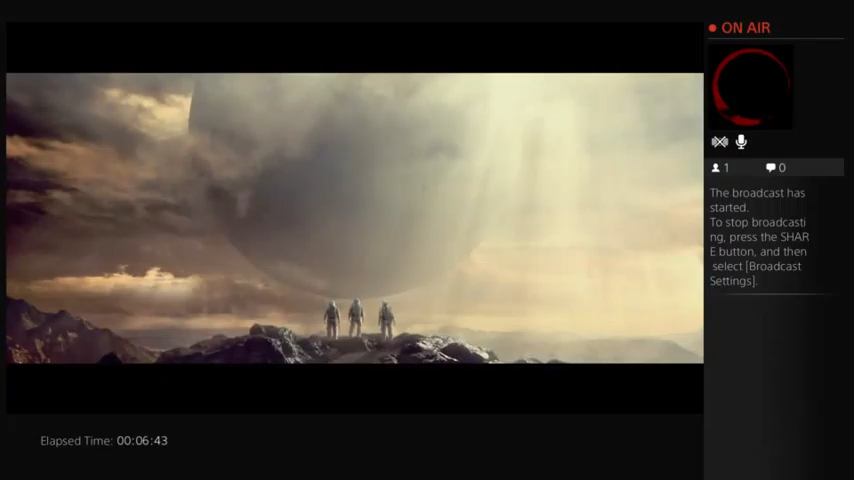 ON AIR
1 0
The broadcast has
started.
To stop broadcasti
ng, press the SHAR
E button, and then
select [Broadcast
Settings].
Elapsed Time: 00:06:43